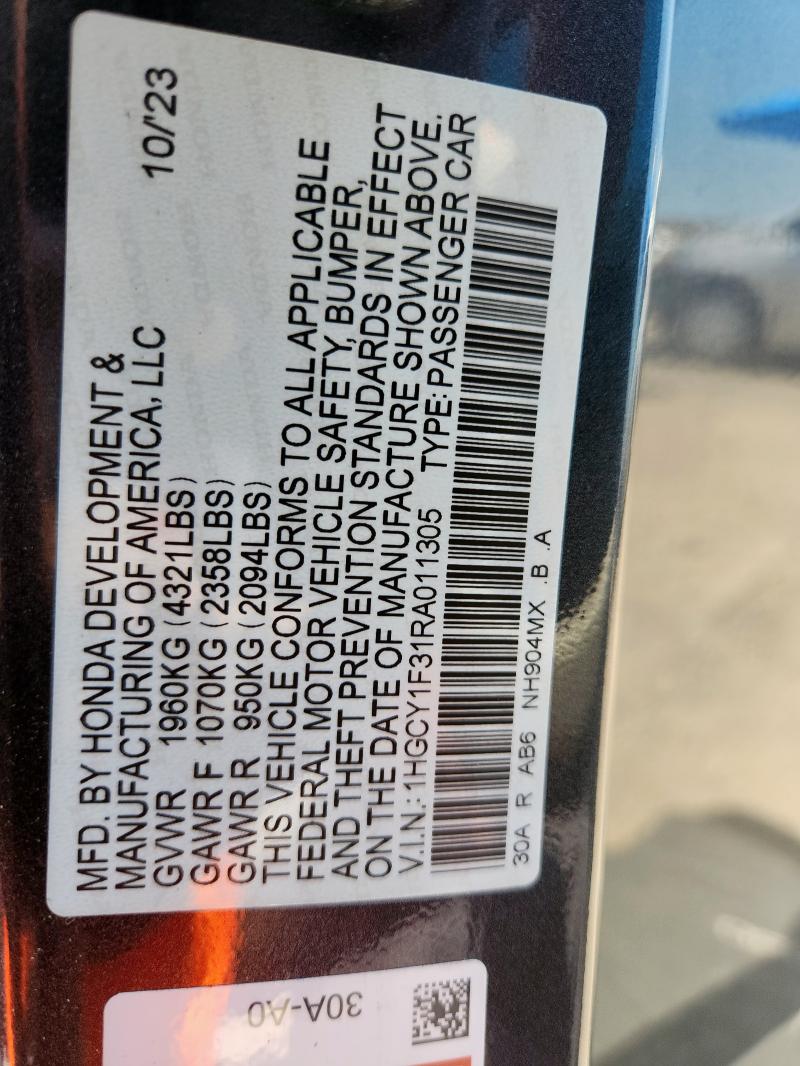 MFD. BY HONDA DEVELOPMENT &
MANUFACTURING OF AMERICA, LLC 10/'23
GVWR 1960KG (4321LBS)
GAWR F 1070KG (2358LBS)
GAWR R 950KG (2094LBS)
THIS VEHICLE CONFORMS TO ALL APPLICABLE
FEDERAL MOTOR VEHICLE SAFETY, BUMPER,
AND THEFT PREVENTION STANDARDS IN EFFECT
ON THE DATE OF MANUFACTURE SHOWN ABOVE.
V.I.N.: 1HGCY1F31RA011305 TYPE: PASSENGER CAR
30A R AB6 NH904MX .B .A
30A-A0